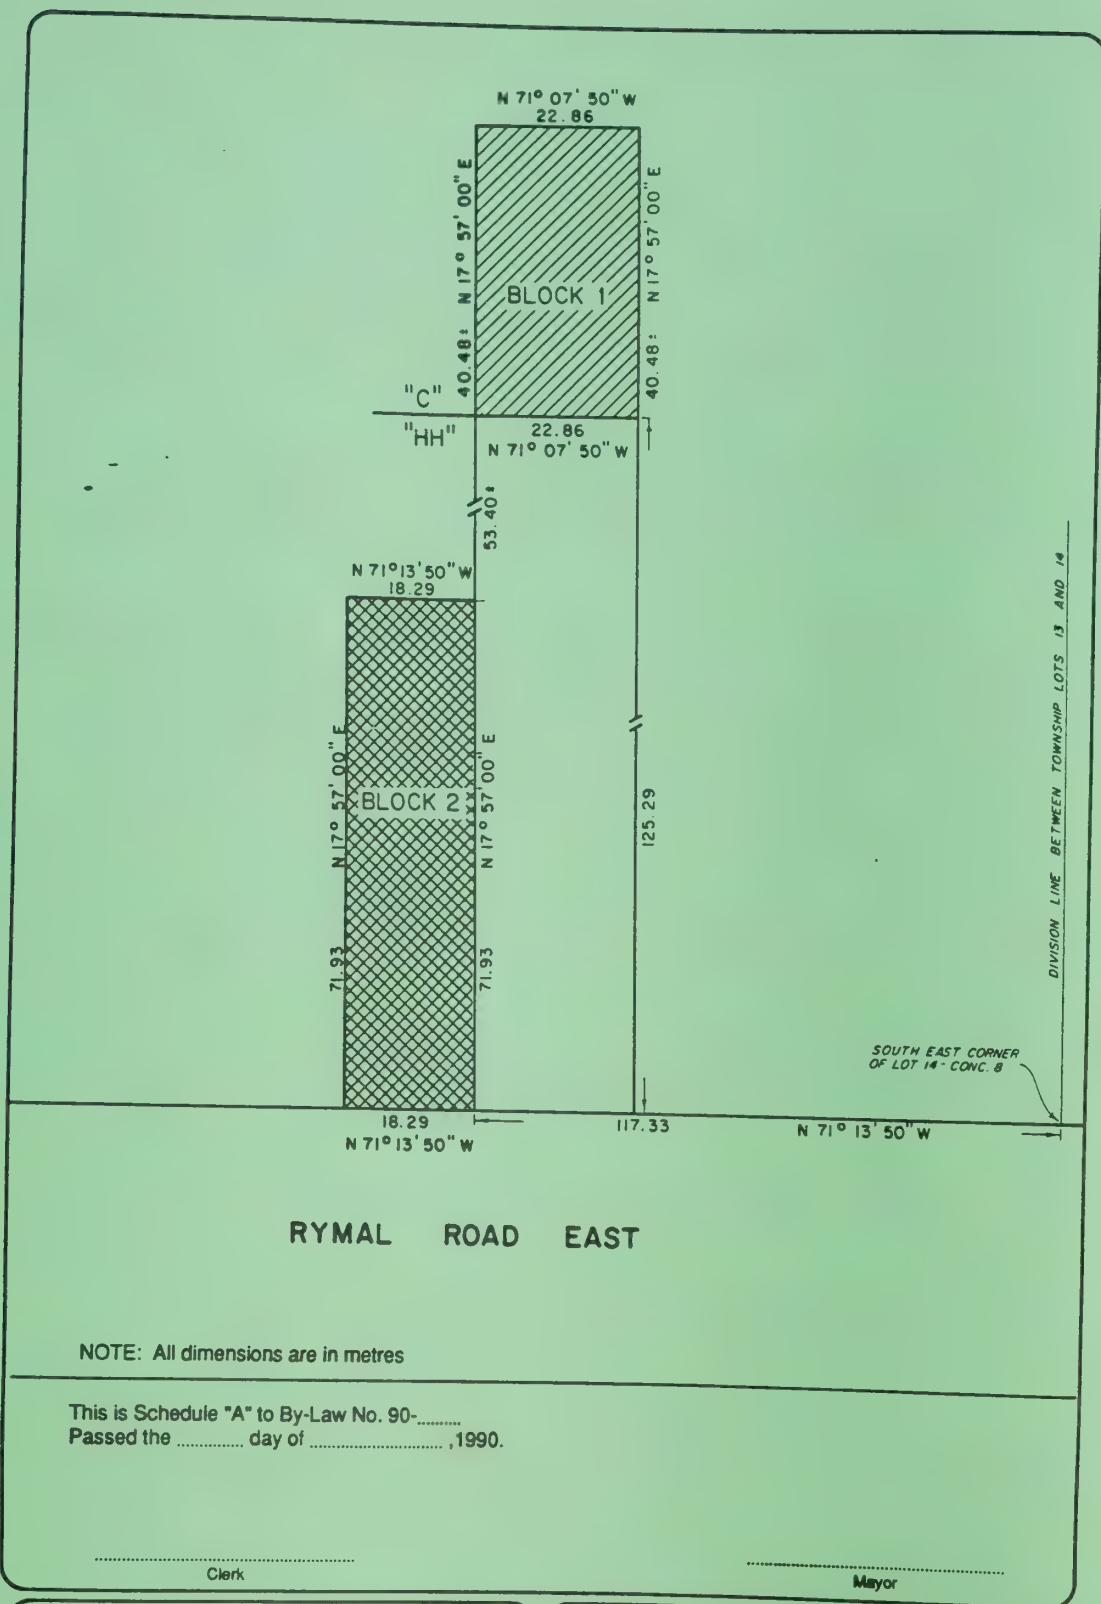 N 71° 07' 50" W
22.86
40.48± N 17° 57' 00" E
40.48± N 17° 57' 00" E
BLOCK 1
"C"
"HH"
22.86
N 71° 07' 50" W
53.40±
N 71° 13' 50" W
18.29
71.93 N 17° 57' 00" E
BLOCK 2
71.93 N 17° 57' 00" E
125.29
DIVISION LINE BETWEEN TOWNSHIP LOTS 13 AND 14
SOUTH EAST CORNER
OF LOT 14 - CONC. 8
18.29
N 71° 13' 50" W
117.33
N 71° 13' 50" W
RYMAL ROAD EAST
NOTE: All dimensions are in metres
This is Schedule "A" to By-Law No. 90-..........
Passed the ............. day of .......................... ,1990.
Clerk
Mayor